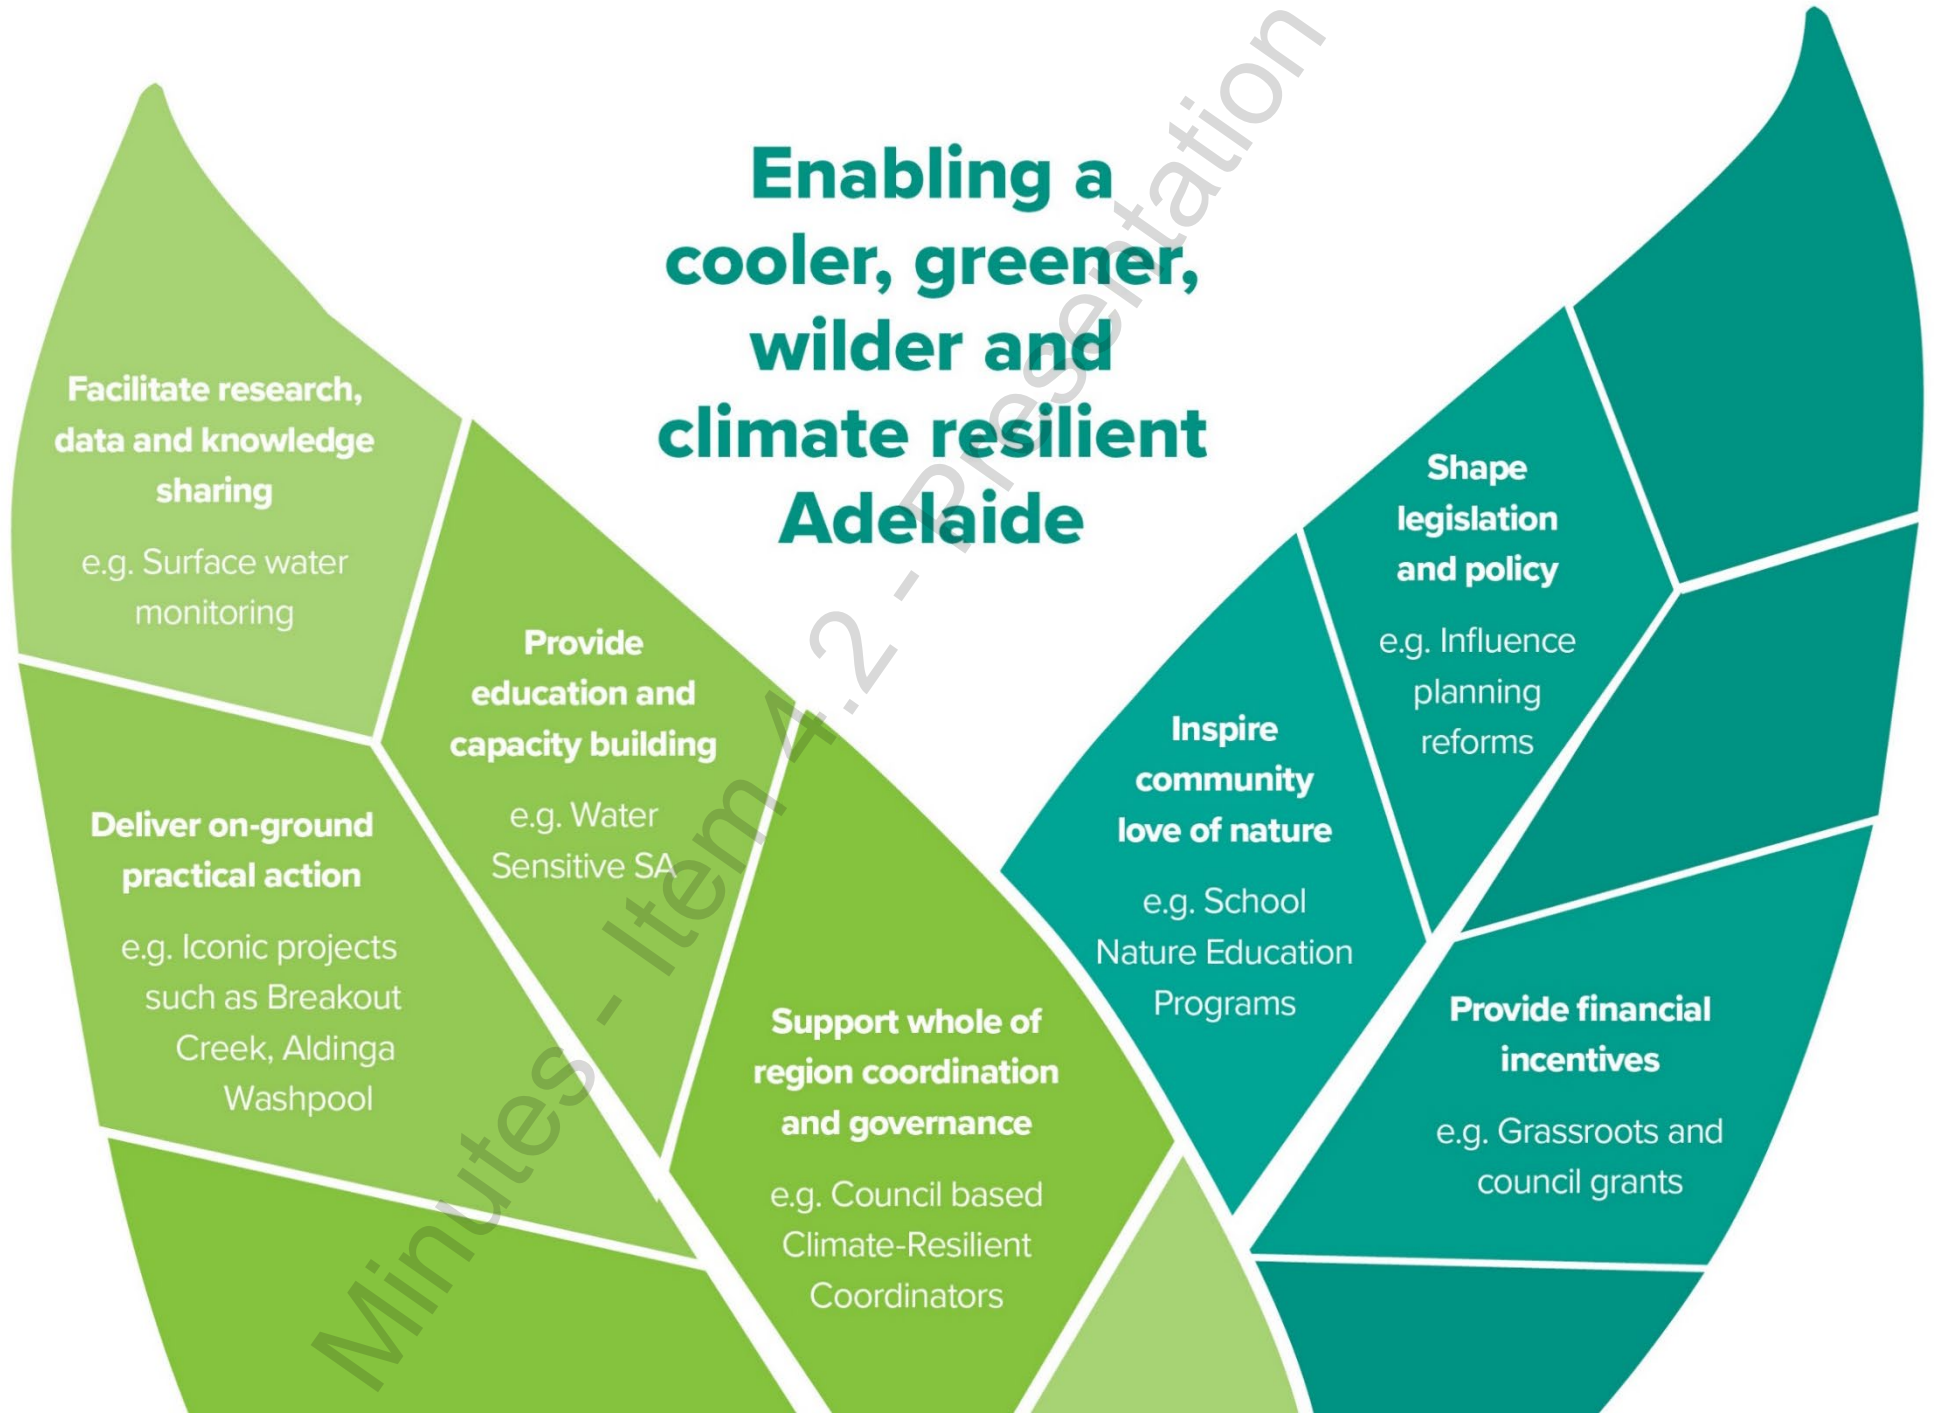 Enabling a
cooler, greener,
wilder and
climate resilient
Adelaide
Facilitate research,
data and knowledge
sharing
e.g. Surface water
monitoring
Provide
education and
capacity building
e.g. Water
Sensitive SA
Deliver on-ground
practical action
e.g. Iconic projects
such as Breakout
Creek, Aldinga
Washpool
Support whole of
region coordination
and governance
e.g. Council based
Climate-Resilient
Coordinators
Inspire
community
love of nature
e.g. School
Nature Education
Programs
Shape
legislation
and policy
e.g. Influence
planning
reforms
Provide financial
incentives
e.g. Grassroots and
council grants
Minutes - Item 4.2 - Presentation